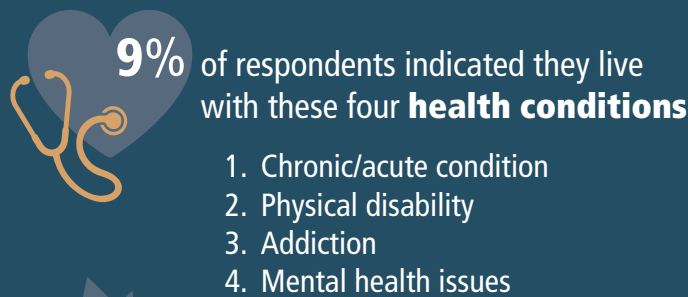 9% of respondents indicated they live
with these four health conditions
1. Chronic/acute condition
2. Physical disability
3. Addiction
4. Mental health issues